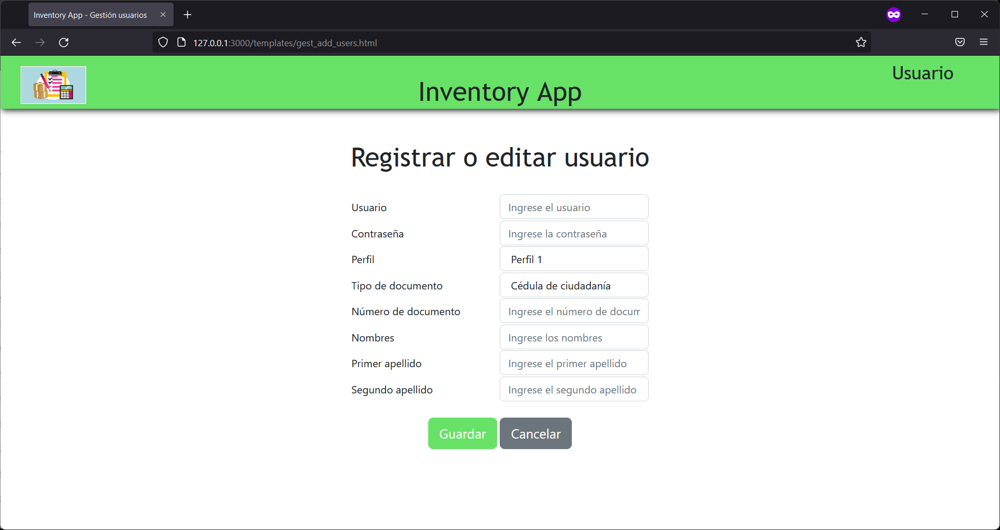 Inventory App - Gestión usuarios
127.0.0.1:3000/templates/gest_add_users.html
Usuario
Inventory App
Registrar o editar usuario
Usuario Ingrese el usuario
Contraseña Ingrese la contraseña
Perfil Perfil 1
Tipo de documento Cédula de ciudadanía
Número de documento Ingrese el número de docum
Nombres Ingrese los nombres
Primer apellido Ingrese el primer apellido
Segundo apellido Ingrese el segundo apellido
Guardar Cancelar